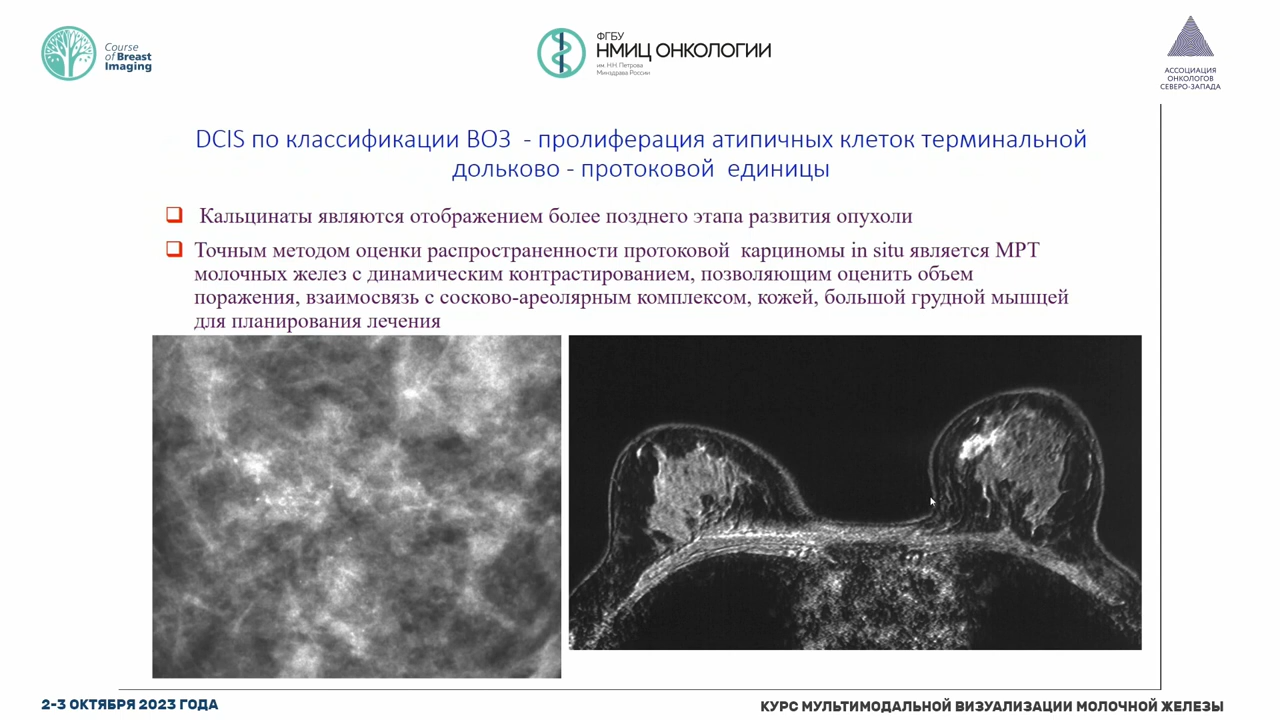 Course
of Breast
Imaging
ФГБУ
НМИЦ ОНКОЛОГИИ
им. Н.Н. Петрова
Минздрава России
АССОЦИАЦИЯ
ОНКОЛОГОВ
СЕВЕРО-ЗАПАДА
DCIS по классификации ВОЗ - пролиферация атипичных клеток терминальной
дольково - протоковой единицы
Кальцинаты являются отображением более позднего этапа развития опухоли
Точным методом оценки распространенности протоковой карциномы in situ является МРТ
молочных желез с динамическим контрастированием, позволяющим оценить объем
поражения, взаимосвязь с сосково-ареолярным комплексом, кожей, большой грудной мышцей
для планирования лечения
2-3 ОКТЯБРЯ 2023 ГОДА
КУРС МУЛЬТИМОДАЛЬНОЙ ВИЗУАЛИЗАЦИИ МОЛОЧНОЙ ЖЕЛЕЗЫ